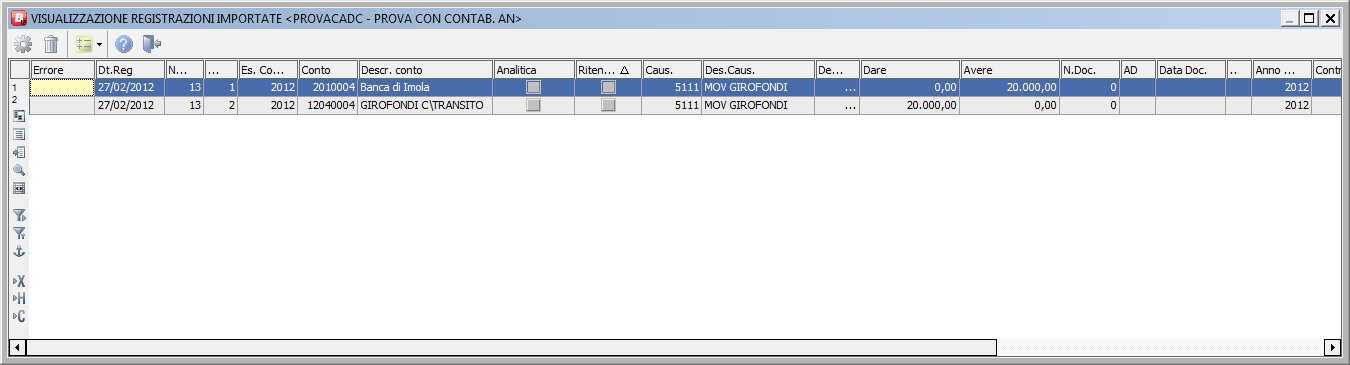 VISUALIZZAZIONE REGISTRAZIONI IMPORTATE <PROVACADC - PROVA CON CONTAB. AN>
Errore Dt.Reg N... ... Es. Co... Conto Descr. conto Analitica Riten... △ Caus. Des.Caus. De... Dare Avere N.Doc. AD Data Doc. .. Anno ... Contr
1 27/02/2012 13 1 2012 2010004 Banca di Imola 5111 MOV GIROFONDI ... 0,00 20.000,00 0 2012
2 27/02/2012 13 2 2012 12040004 GIROFONDI C\TRANSITO 5111 MOV GIROFONDI ... 20.000,00 0,00 0 2012
X
H
C